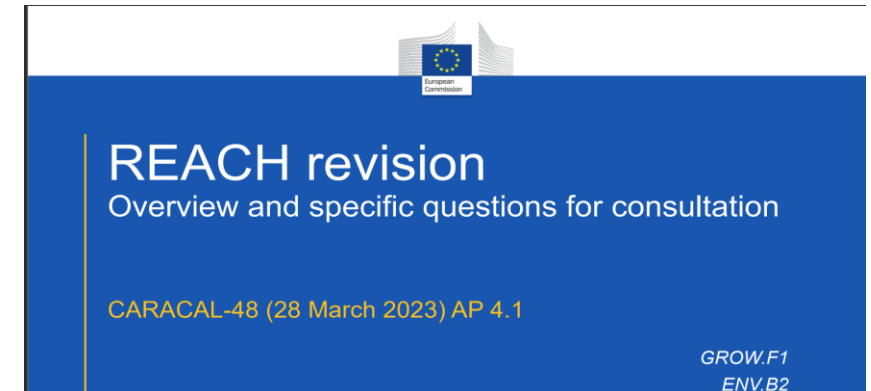 European
Commission
REACH revision
Overview and specific questions for consultation
CARACAL-48 (28 March 2023) AP 4.1
GROW.F1
ENV.B2